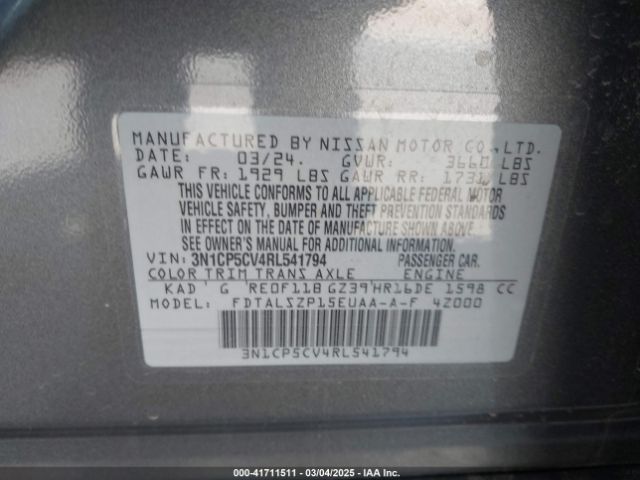 MANUFACTURED BY NISSAN MOTOR CO., LTD.
DATE: 03/24. GVWR: 3660 LBS
GAWR FR: 1929 LBS GAWR RR: 1731 LBS
THIS VEHICLE CONFORMS TO ALL APPLICABLE FEDERAL MOTOR
VEHICLE SAFETY, BUMPER AND THEFT PREVENTION STANDARDS
IN EFFECT ON THE DATE OF MANUFACTURE SHOWN ABOVE.
SEE OWNER'S MANUAL FOR ADDITIONAL INFORMATION.
VIN: 3N1CP5CV4RL541794 PASSENGER CAR.
COLOR TRIM TRANS AXLE ENGINE
KAD G RE0F11B GZ39 HR16DE 1598 CC
MODEL: FDTALSZP15EUAA-A-F 4Z000
3N1CP5CV4RL541794
000-41711511 - 03/04/2025 - IAA Inc.